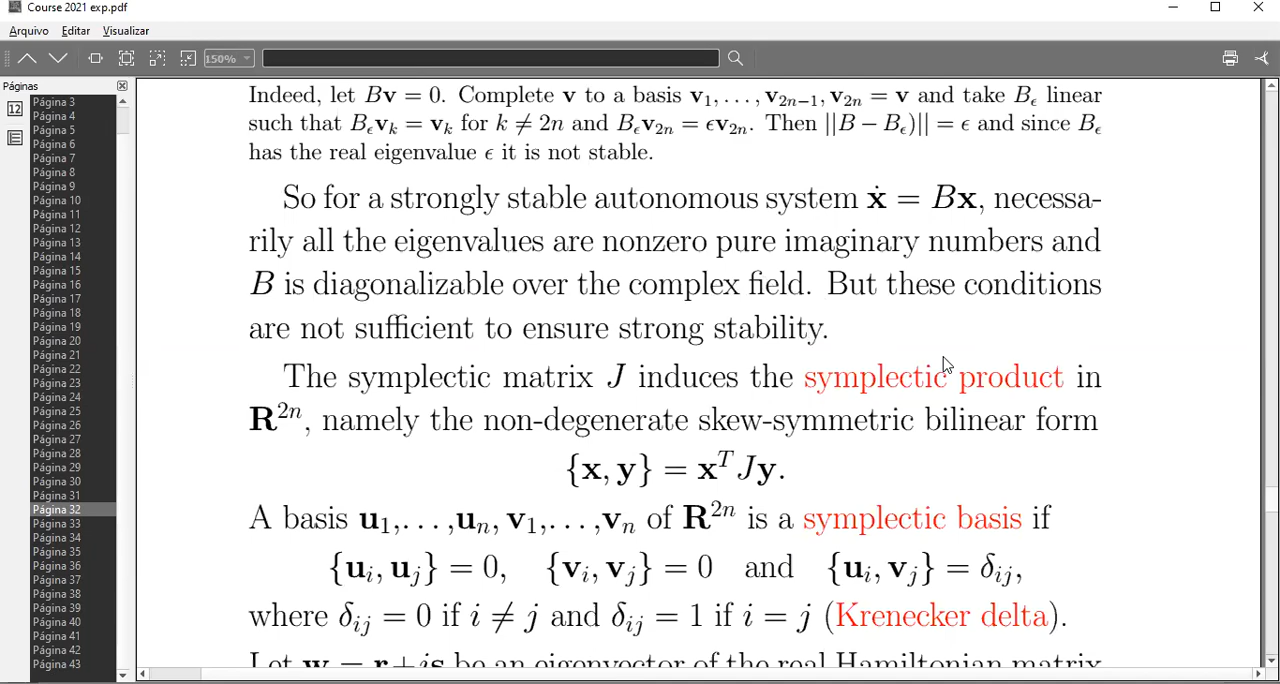 Course 2021 exp.pdf
Arquivo Editar Visualizar
150%
Páginas
12
Página 3
Página 4
Página 5
Página 6
Página 7
Página 8
Página 9
Página 10
Página 11
Página 12
Página 13
Página 14
Página 15
Página 16
Página 17
Página 18
Página 19
Página 20
Página 21
Página 22
Página 23
Página 24
Página 25
Página 26
Página 27
Página 28
Página 29
Página 30
Página 31
Página 32
Página 33
Página 34
Página 35
Página 36
Página 37
Página 38
Página 39
Página 40
Página 41
Página 42
Página 43
Indeed, let Bv = 0. Complete v to a basis v₁, . . . , v₂ₙ₋₁, v₂ₙ = v and take Bϵ linear
such that Bϵvₖ = vₖ for k ≠ 2n and Bϵv₂ₙ = ϵv₂ₙ. Then ||B − Bϵ)|| = ϵ and since Bϵ
has the real eigenvalue ϵ it is not stable.
So for a strongly stable autonomous system ẋ = Bx, necessa-
rily all the eigenvalues are nonzero pure imaginary numbers and
B is diagonalizable over the complex field. But these conditions
are not sufficient to ensure strong stability.
The symplectic matrix J induces the symplectic product in
R²ⁿ, namely the non-degenerate skew-symmetric bilinear form
{x, y} = xᵀJy.
A basis u₁,. . . ,uₙ, v₁,. . . ,vₙ of R²ⁿ is a symplectic basis if
{uᵢ, uⱼ} = 0, {vᵢ, vⱼ} = 0 and {uᵢ, vⱼ} = δᵢⱼ,
where δᵢⱼ = 0 if i ≠ j and δᵢⱼ = 1 if i = j (Krenecker delta).
Let w = r+is be an eigenvector of the real Hamiltonian matrix